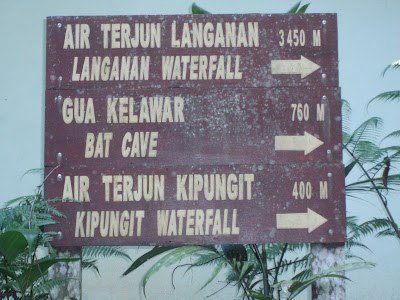 AIR TERJUN LANGANAN 3450 M
LANGANAN WATERFALL
GUA KELAWAR 760 M
BAT CAVE
AIR TERJUN KIPUNGIT 400 M
KIPUNGIT WATERFALL